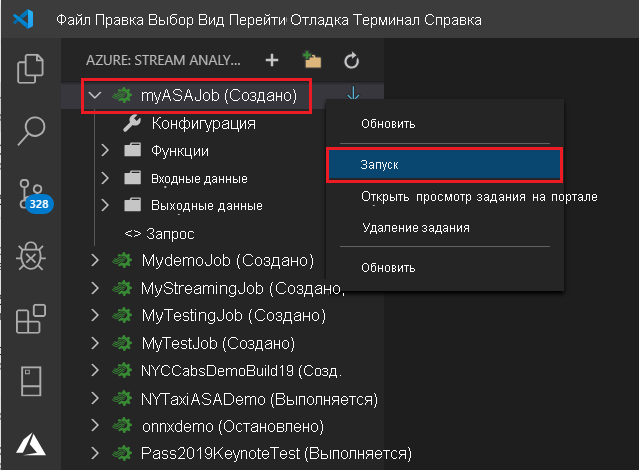 Файл Правка Выбор Вид Перейти Отладка Терминал Справка
AZURE: STREAM ANALY...
myASAJob (Создано)
Конфигурация
Функции
Входные данные
Выходные данные
<> Запрос
MydemoJob (Создано)
MyStreamingJob (Создано)
MyTestingJob (Создано)
MyTestJob (Создано)
NYCCabsDemoBuild19 (Созд.
NYTaxiASADemo (Выполняется)
onnxdemo (Остановлено)
Pass2019KeynoteTest (Выполняется)
328
Обновить
Запуск
Открыть просмотр задания на портале
Удаление задания
Обновить